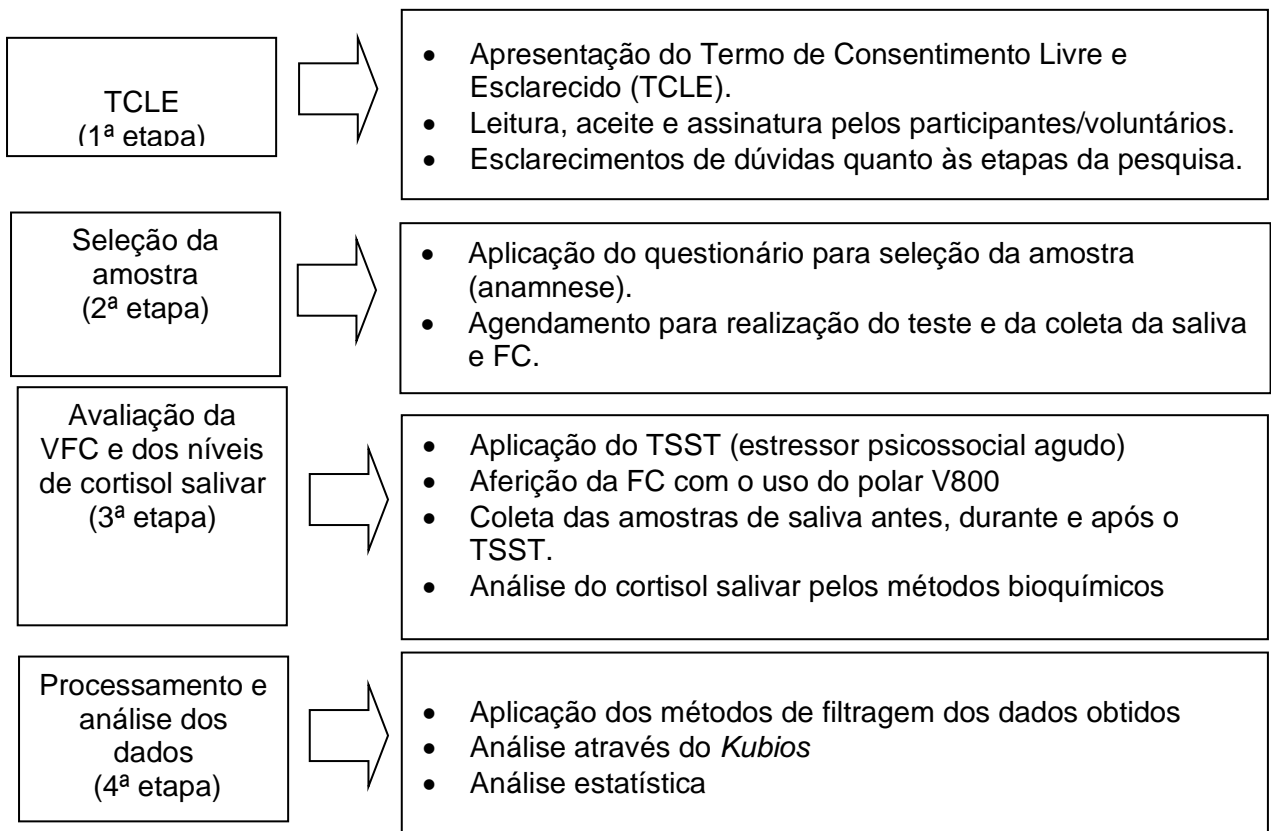 TCLE
(1ª etapa)
• Apresentação do Termo de Consentimento Livre e
Esclarecido (TCLE).
• Leitura, aceite e assinatura pelos participantes/voluntários.
• Esclarecimentos de dúvidas quanto às etapas da pesquisa.
Seleção da
amostra
(2ª etapa)
• Aplicação do questionário para seleção da amostra
(anamnese).
• Agendamento para realização do teste e da coleta da saliva
e FC.
Avaliação da
VFC e dos níveis
de cortisol salivar
(3ª etapa)
• Aplicação do TSST (estressor psicossocial agudo)
• Aferição da FC com o uso do polar V800
• Coleta das amostras de saliva antes, durante e após o
TSST.
• Análise do cortisol salivar pelos métodos bioquímicos
Processamento e
análise dos
dados
(4ª etapa)
• Aplicação dos métodos de filtragem dos dados obtidos
• Análise através do Kubios
• Análise estatística